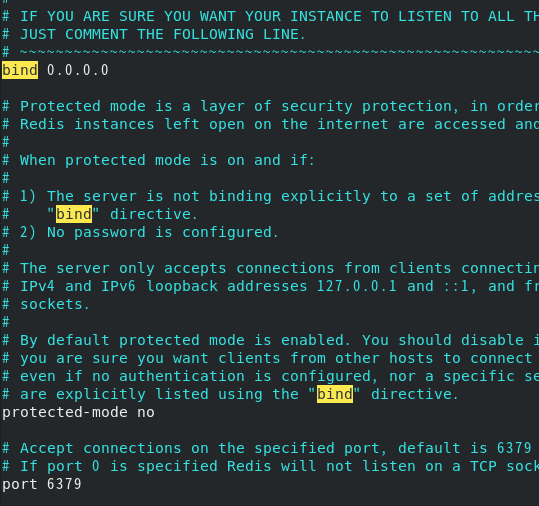 #
# IF YOU ARE SURE YOU WANT YOUR INSTANCE TO LISTEN TO ALL TH
# JUST COMMENT THE FOLLOWING LINE.
# ~~~~~~~~~~~~~~~~~~~~~~~~~~~~~~~~~~~~~~~~~~~~~~~~~~~~~~~~~~
bind 0.0.0.0
# Protected mode is a layer of security protection, in order
# Redis instances left open on the internet are accessed and
#
# When protected mode is on and if:
#
# 1) The server is not binding explicitly to a set of addres
#    "bind" directive.
# 2) No password is configured.
#
# The server only accepts connections from clients connectin
# IPv4 and IPv6 loopback addresses 127.0.0.1 and ::1, and fr
# sockets.
#
# By default protected mode is enabled. You should disable i
# you are sure you want clients from other hosts to connect
# even if no authentication is configured, nor a specific se
# are explicitly listed using the "bind" directive.
protected-mode no
# Accept connections on the specified port, default is 6379
# If port 0 is specified Redis will not listen on a TCP sock
port 6379